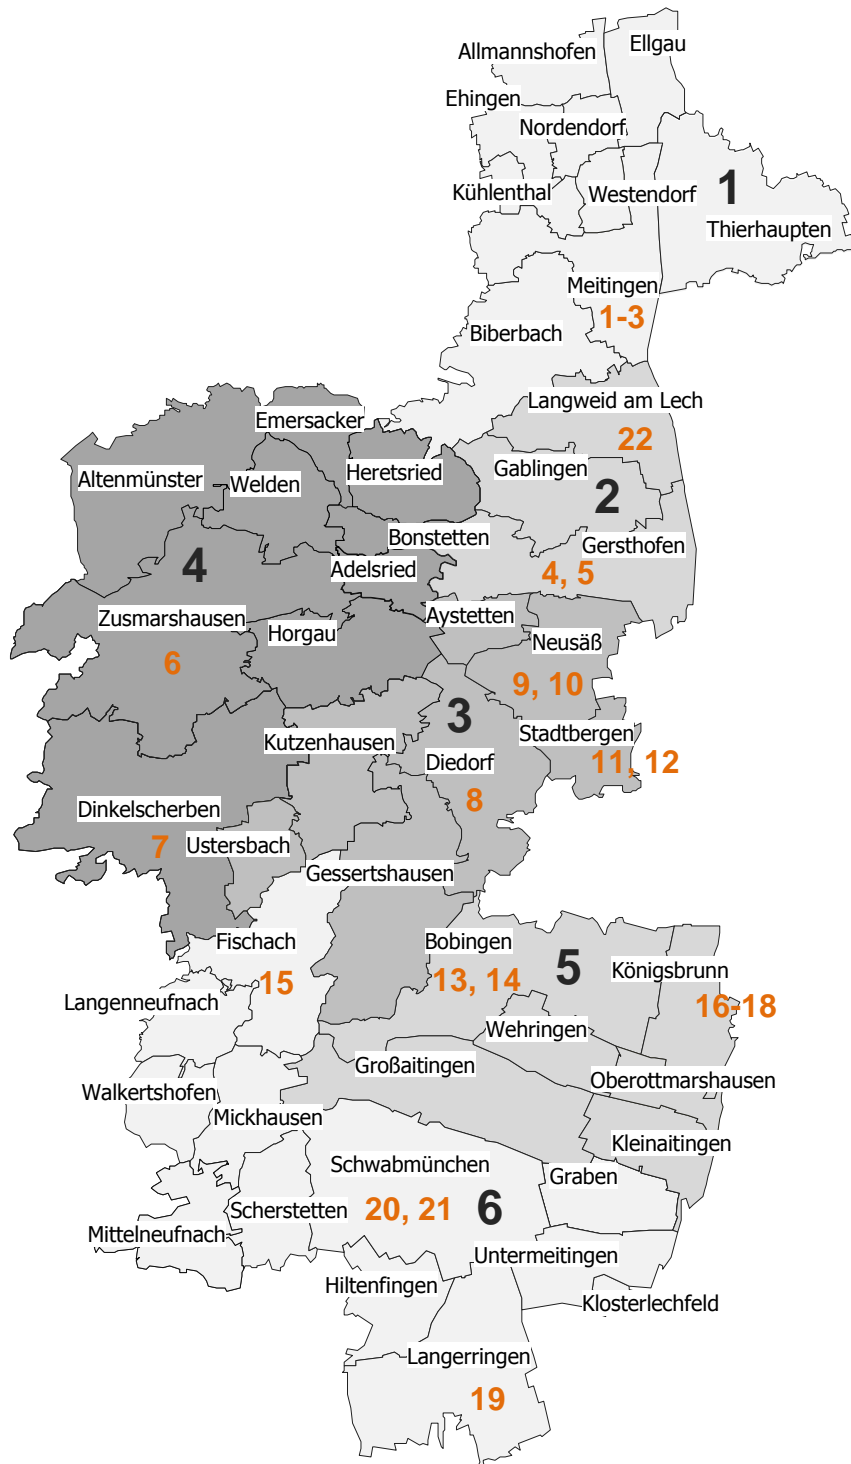 Ellgau
Allmannshofen
Ehingen
Nordendorf
Kühlenthal
Westendorf
1
Thierhaupten
Meitingen
1-3
Biberbach
Langweid am Lech
Emersacker
22
Gablingen
Heretsried
Altenmünster
Welden
2
Bonstetten
Gersthofen
4
Adelsried
4, 5
Zusmarshausen
Aystetten
Horgau
Neusäß
6
9, 10
3
Stadtbergen
Kutzenhausen
Diedorf
11, 12
8
Dinkelscherben
7
Ustersbach
Gessertshausen
Fischach
Bobingen
5
Königsbrunn
15
13, 14
Langenneufnach
16-18
Wehringen
Großaitingen
Oberottmarshausen
Walkertshofen
Mickhausen
Kleinaitingen
Schwabmünchen
Graben
20, 21
6
Scherstetten
Mittelneufnach
Untermeitingen
Hiltenfingen
Klosterlechfeld
Langerringen
19